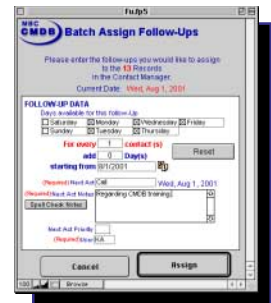 Fu.fp5
NBC
CMDB Batch Assign Follow-Ups
Please enter the follow-ups you would like to assign
to the 13 Records
in the Contact Manager.
Current Date: Wed, Aug 1, 2001
FOLLOW-UP DATA
Days available for this follow-Up
Saturday Monday Wednesday Friday
Sunday Tuesday Thursday
For every 1 contact(s)
add 0 Day(s)
Reset
starting from 8/1/2001
(Required) Next Act Call Wed, Aug 1, 2001
(Required) Next Act Notes Regarding CMDB training.
Spell Check Notes
Next Act Priority
(Required) User KA
Cancel
Assign
100 Browse